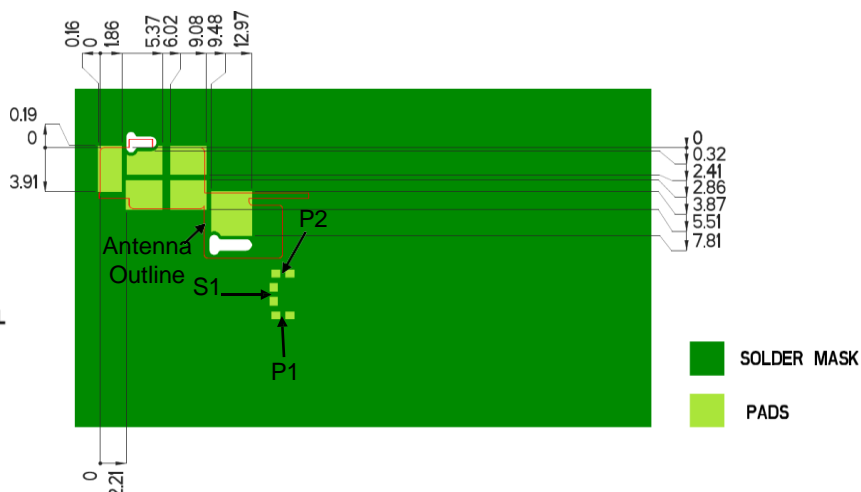 0.16
0
1.86
5.37
6.02
9.08
9.48
12.97
0.19
0
3.91
0
0.32
2.41
2.86
3.87
5.51
7.81
P2
Antenna
Outline
S1
P1
SOLDER MASK
PADS
0
2.21